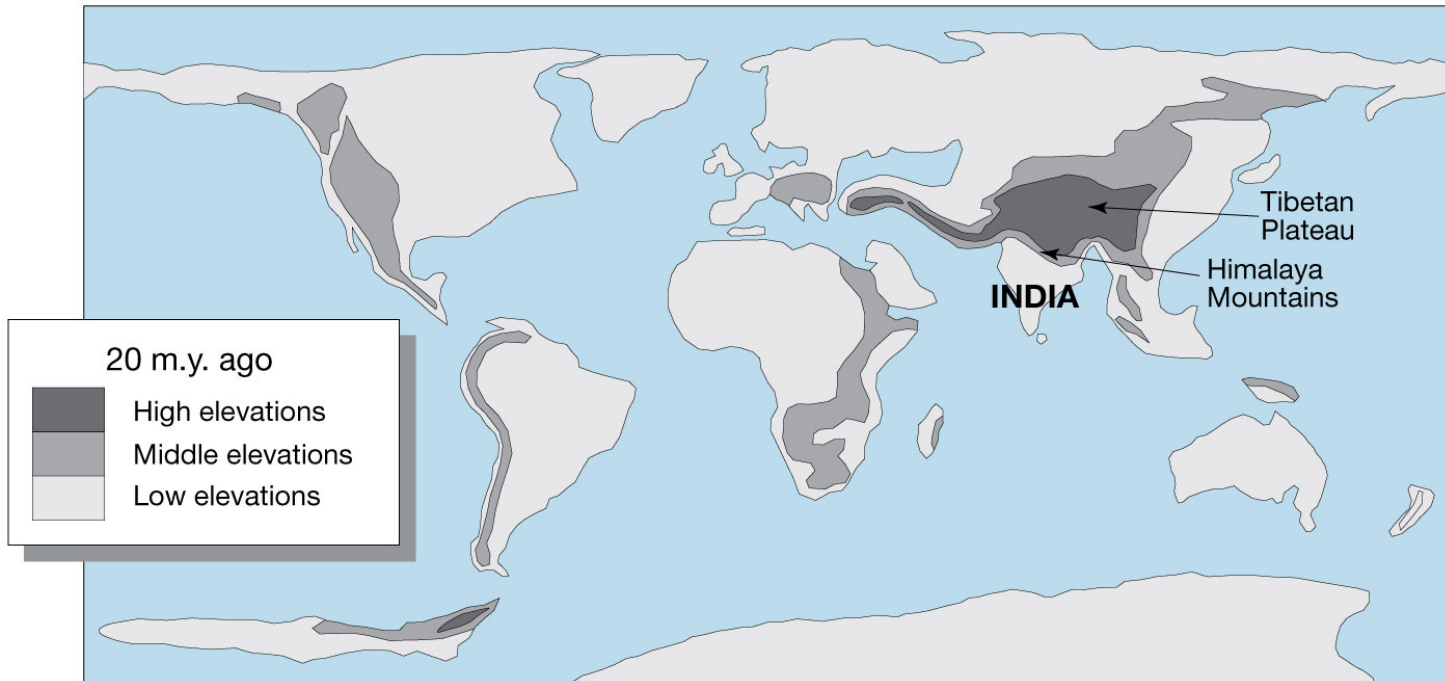 Tibetan
Plateau
Himalaya
Mountains
INDIA
20 m.y. ago
High elevations
Middle elevations
Low elevations